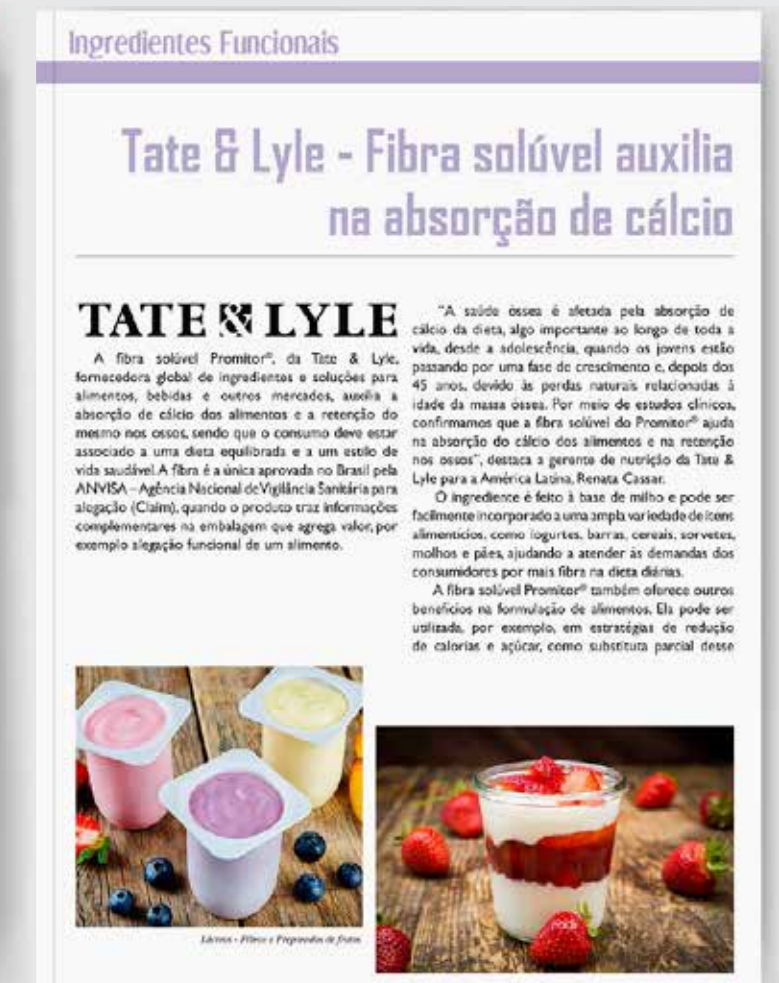 Ingredientes Funcionais
Tate & Lyle - Fibra solúvel auxilia
na absorção de cálcio
TATE & LYLE
A fibra solúvel Promitor®, da Tate & Lyle,
fornecedora global de ingredientes e soluções para
alimentos, bebidas e outros mercados, auxilia a
absorção de cálcio dos alimentos e a retenção do
mesmo nos ossos, sendo que o consumo deve estar
associado a uma dieta equilibrada e a um estilo de
vida saudável. A fibra é a única aprovada no Brasil pela
ANVISA – Agência Nacional de Vigilância Sanitária para
alegação (Claim), quando o produto traz informações
complementares na embalagem que agrega valor, por
exemplo alegação funcional de um alimento.
"A saúde óssea é afetada pela absorção de
cálcio da dieta, algo importante ao longo de toda a
vida, desde a adolescência, quando os jovens estão
passando por uma fase de crescimento e, depois dos
45 anos, devido às perdas naturais relacionadas à
idade da massa óssea. Por meio de estudos clínicos,
confirmamos que a fibra solúvel do Promitor® ajuda
na absorção do cálcio dos alimentos e na retenção
nos ossos", destaca a gerente de nutrição da Tate &
Lyle para a América Latina, Renata Cassar.
O ingrediente é feito à base de milho e pode ser
facilmente incorporado a uma ampla variedade de itens
alimentícios, como iogurtes, barras, cereais, sorvetes,
molhos e pães, ajudando a atender às demandas dos
consumidores por mais fibra na dieta diárias.
A fibra solúvel Promitor® também oferece outros
benefícios na formulação de alimentos. Ela pode ser
utilizada, por exemplo, em estratégias de redução
de calorias e açúcar, como substituta parcial desse
Lácteos - Fibras e Preparados de frutas